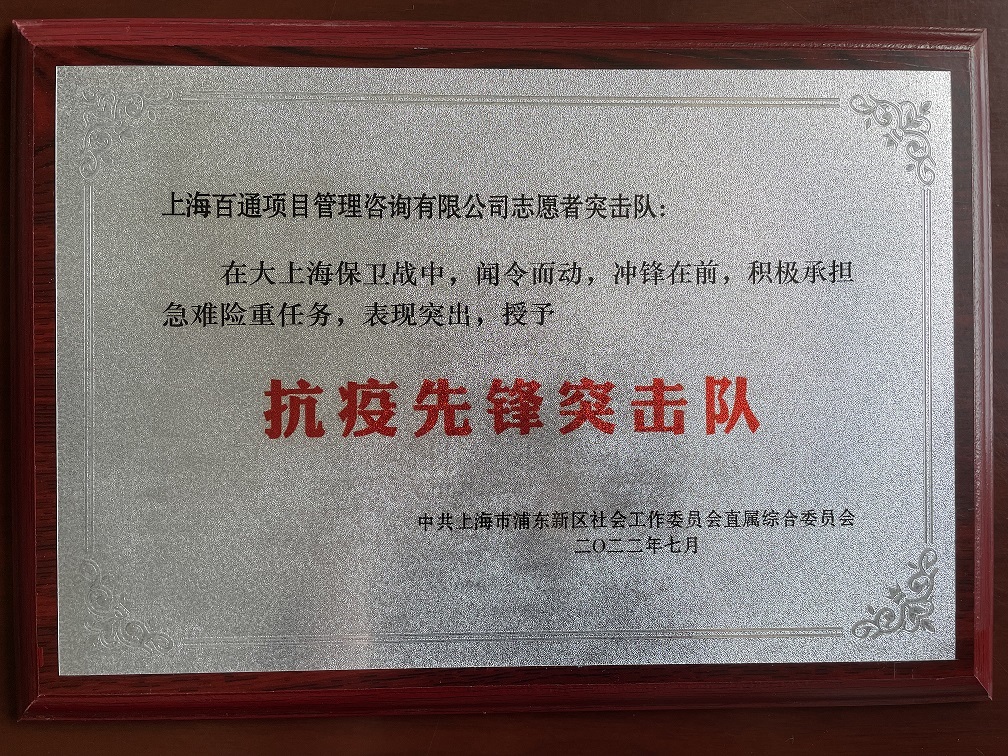 上海百通项目管理咨询有限公司志愿者突击队：
在大上海保卫战中，闻令而动，冲锋在前，积极承担
急难险重任务，表现突出，授予
抗疫先锋突击队
中共上海市浦东新区社会工作委员会直属综合委员会
二〇二二年七月